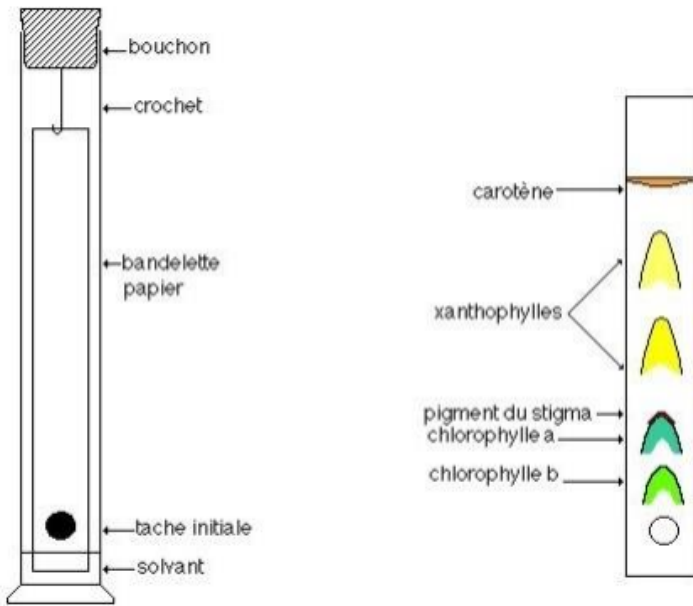 bouchon
crochet
bandelette
papier
tache initiale
solvant
carotène
xanthophylles
pigment du stigma
chlorophylle a
chlorophylle b